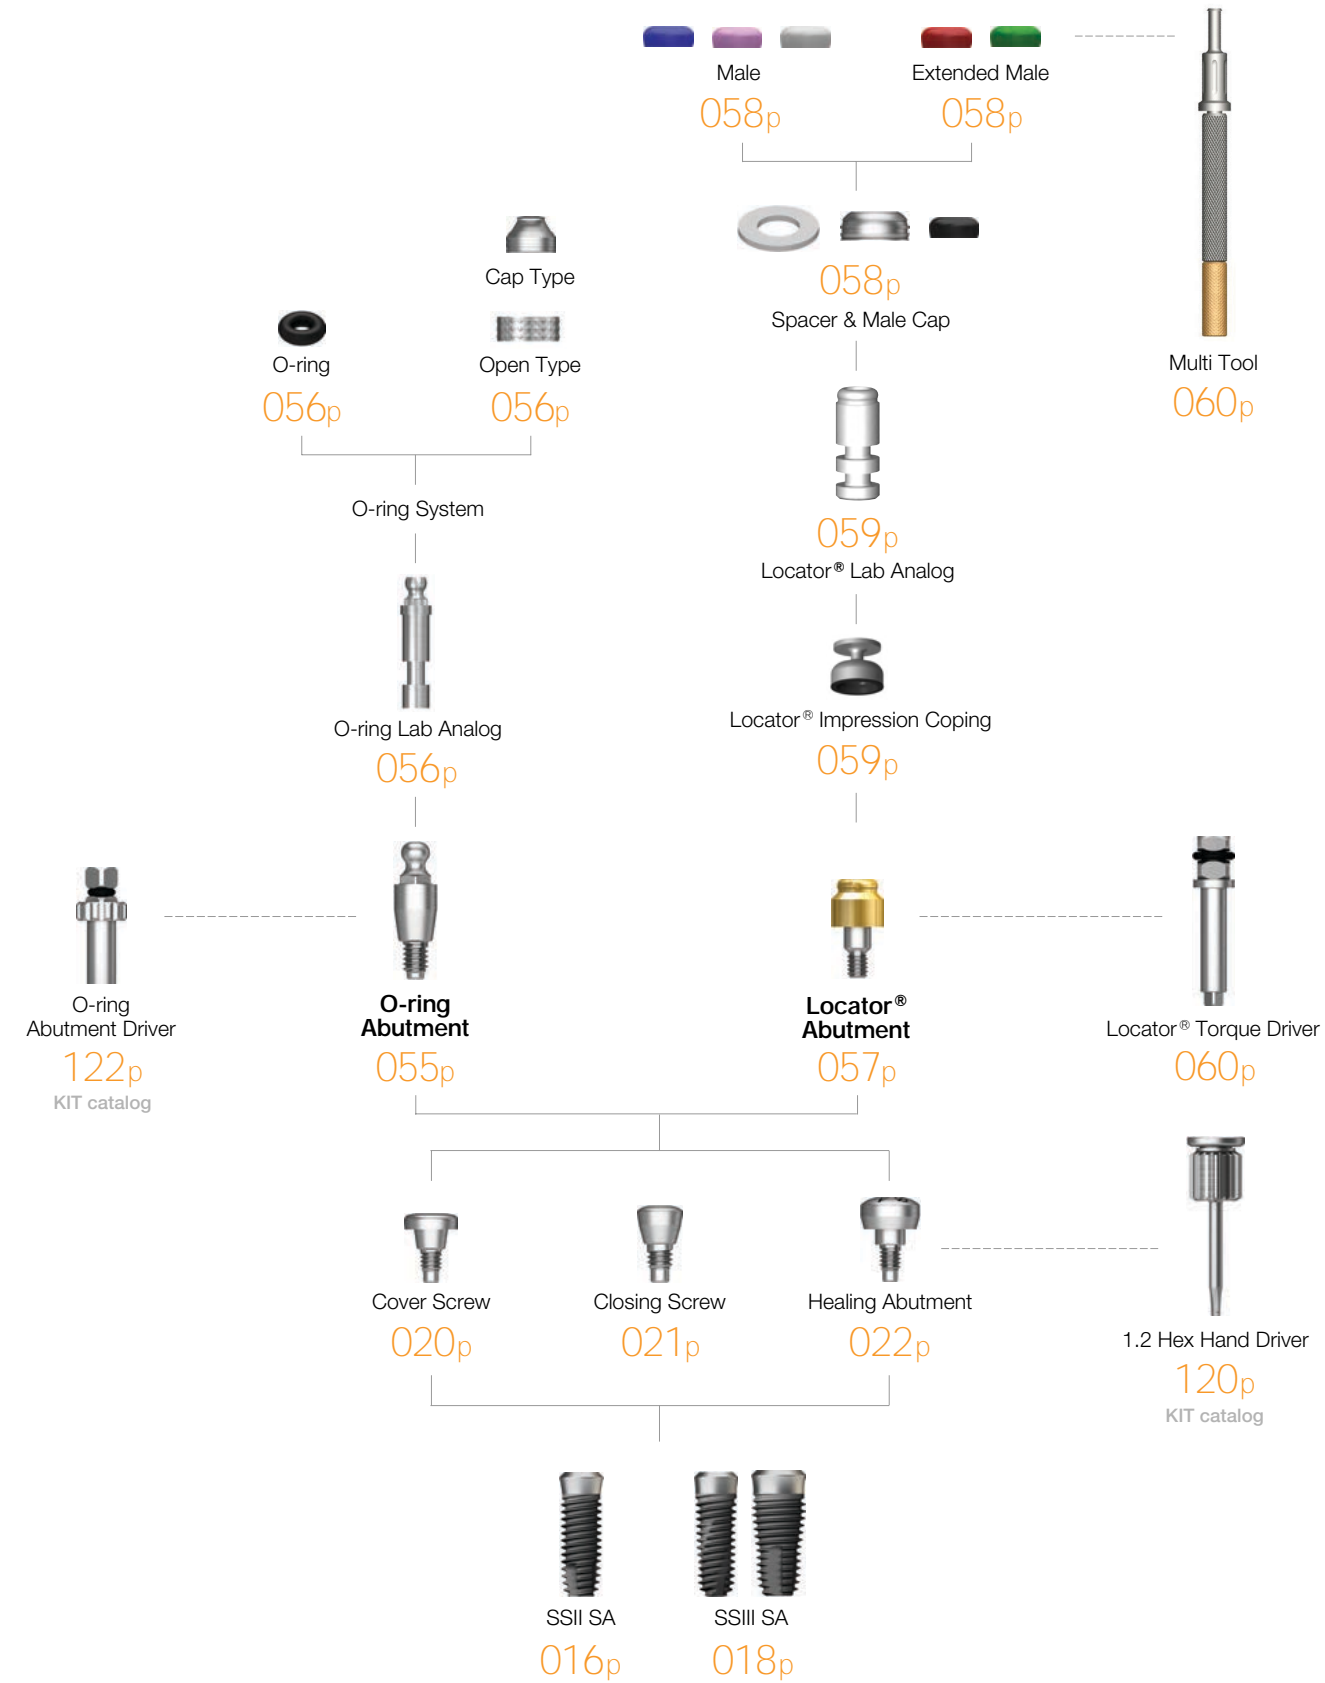 Male
058p
Extended Male
058p
Cap Type
058p
Spacer & Male Cap
O-ring
056p
Open Type
056p
Multi Tool
060p
O-ring System
059p
Locator® Lab Analog
O-ring Lab Analog
056p
Locator® Impression Coping
059p
O-ring
Abutment Driver
122p
KIT catalog
O-ring
Abutment
055p
Locator®
Abutment
057p
Locator® Torque Driver
060p
Cover Screw
020p
Closing Screw
021p
Healing Abutment
022p
1.2 Hex Hand Driver
120p
KIT catalog
SSII SA
016p
SSIII SA
018p